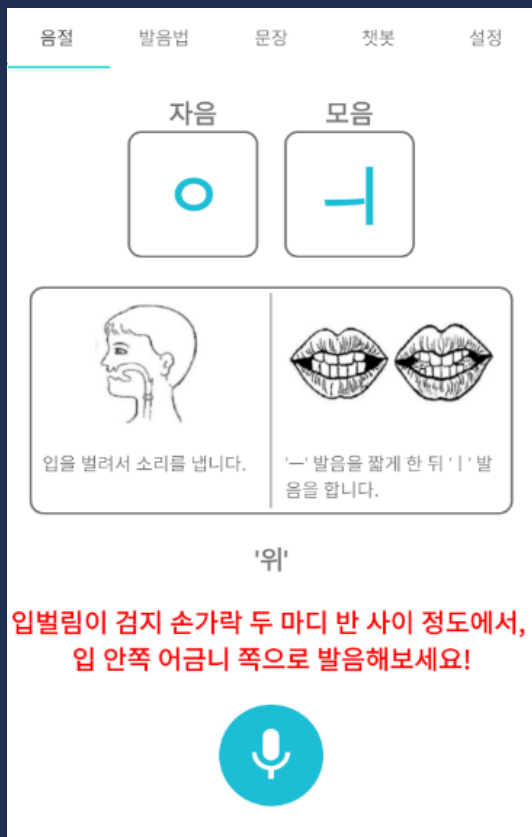 음절 발음법 문장 챗봇 설정
자음 모음
ㅇ ㅢ
입을 벌려서 소리를 냅니다.
'ㅡ' 발음을 짧게 한 뒤 'ㅣ' 발
음을 합니다.
'위'
입벌림이 검지 손가락 두 마디 반 사이 정도에서,
입 안쪽 어금니 쪽으로 발음해보세요!